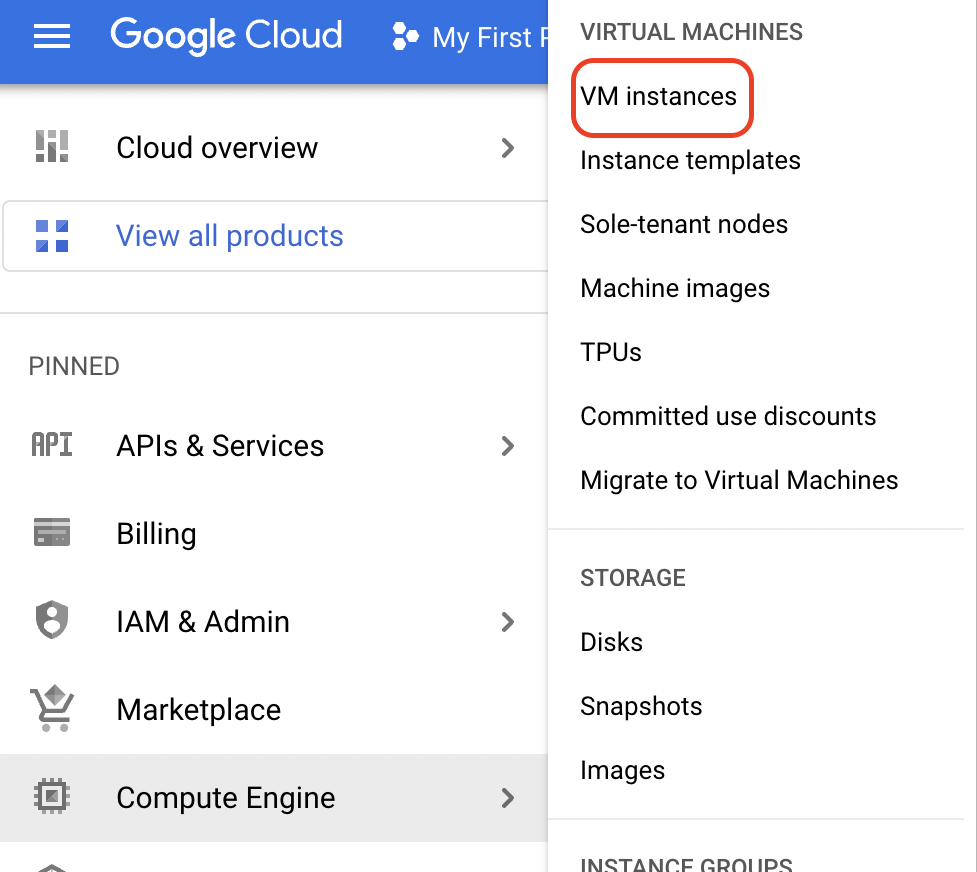 Google Cloud
My First
Cloud overview
View all products
PINNED
API APIs & Services
Billing
IAM & Admin
Marketplace
Compute Engine
VIRTUAL MACHINES
VM instances
Instance templates
Sole-tenant nodes
Machine images
TPUs
Committed use discounts
Migrate to Virtual Machines
STORAGE
Disks
Snapshots
Images
INSTANCE GROUPS